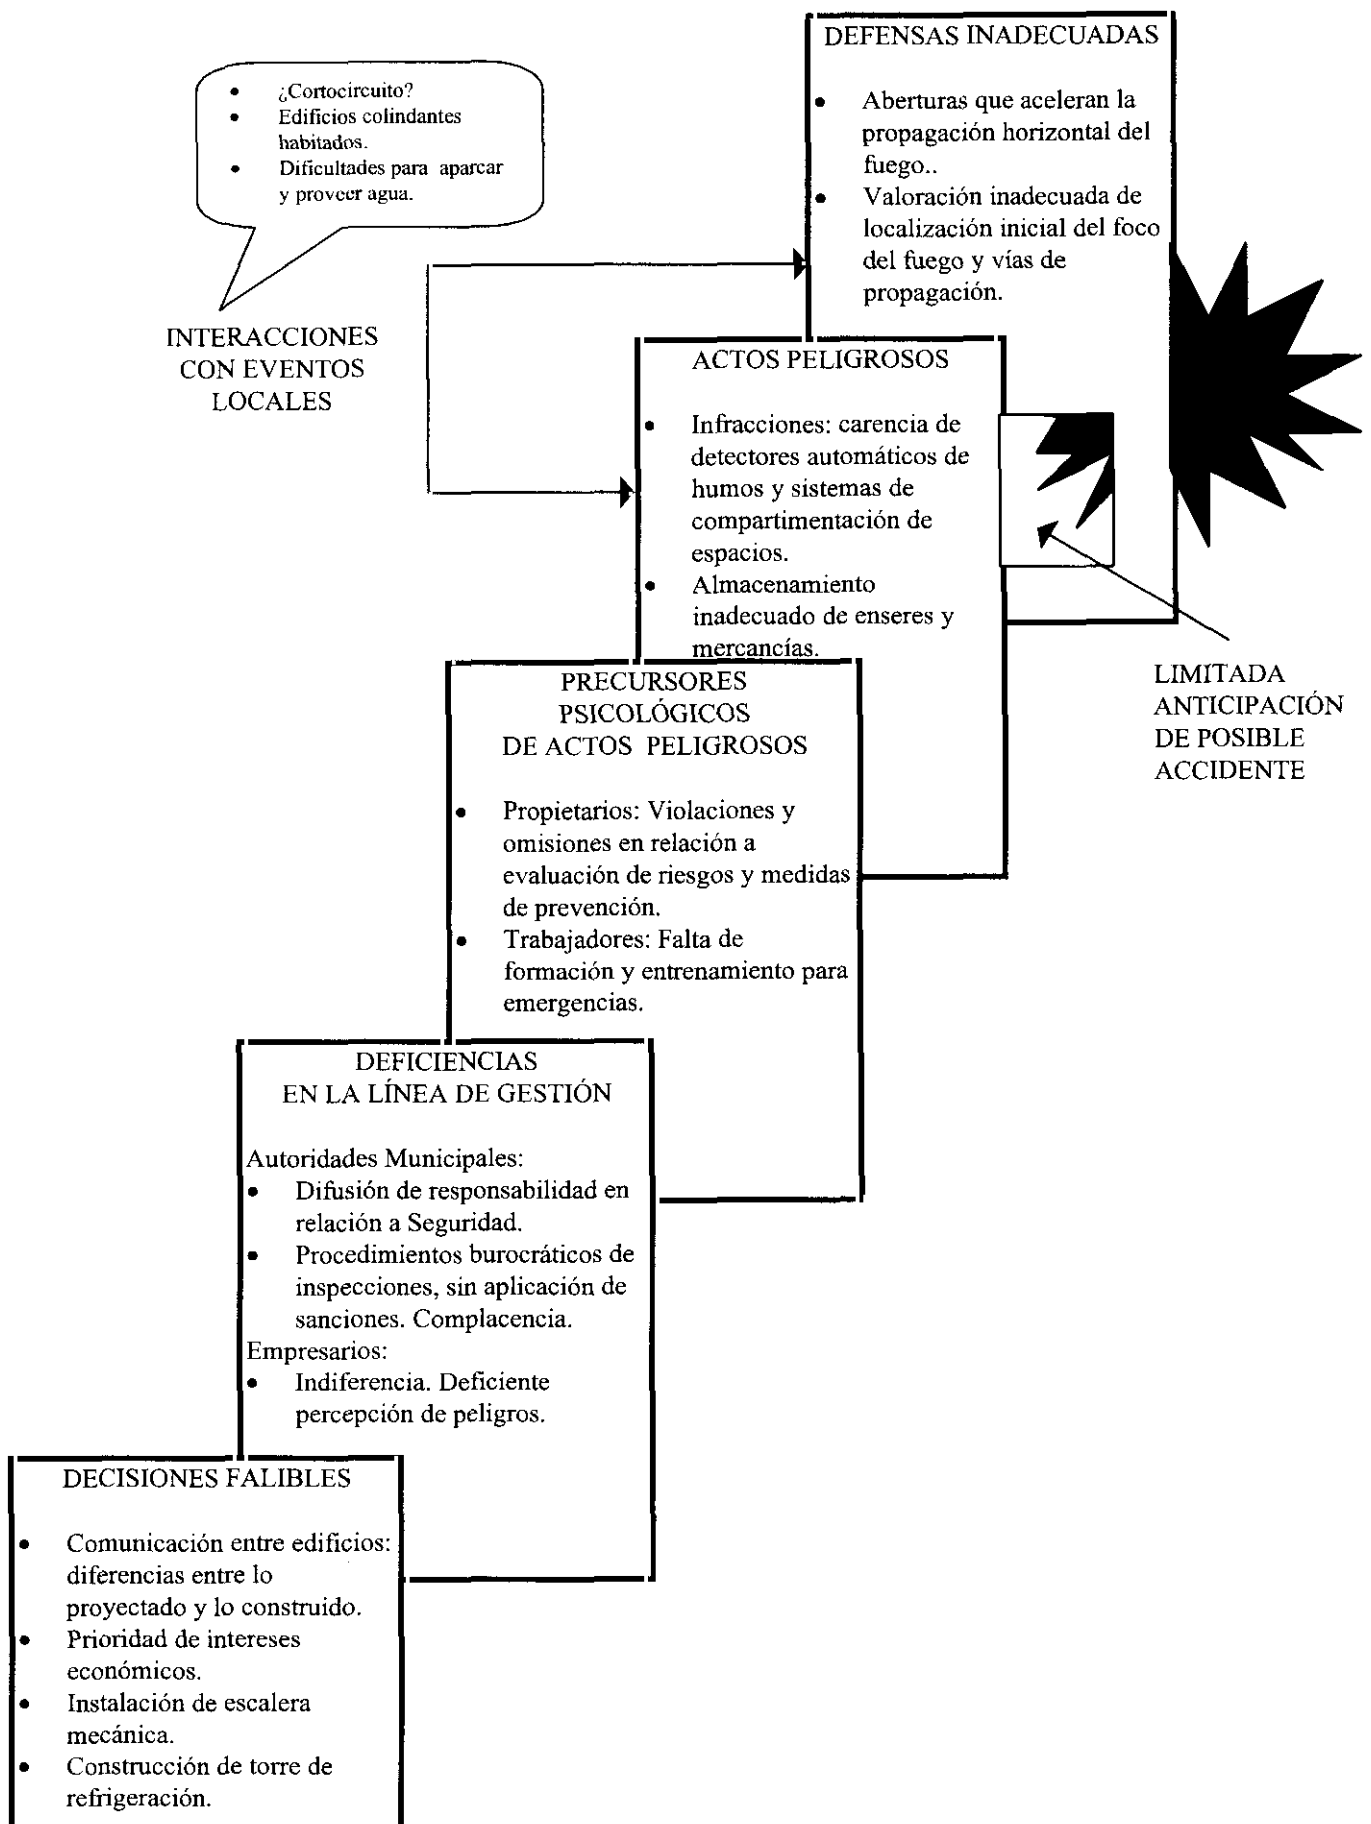 DEFENSAS INADECUADAS
• Aberturas que aceleran la
propagación horizontal del
fuego..
• Valoración inadecuada de
localización inicial del foco
del fuego y vías de
propagación.
• ¿Cortocircuito?
• Edificios colindantes
habitados.
• Dificultades para aparcar
y proveer agua.
INTERACCIONES
CON EVENTOS
LOCALES
ACTOS PELIGROSOS
• Infracciones: carencia de
detectores automáticos de
humos y sistemas de
compartimentación de
espacios.
• Almacenamiento
inadecuado de enseres y
mercancías.
LIMITADA
ANTICIPACIÓN
DE POSIBLE
ACCIDENTE
PRECURSORES
PSICOLÓGICOS
DE ACTOS PELIGROSOS
• Propietarios: Violaciones y
omisiones en relación a
evaluación de riesgos y medidas
de prevención.
• Trabajadores: Falta de
formación y entrenamiento para
emergencias.
DEFICIENCIAS
EN LA LÍNEA DE GESTIÓN
Autoridades Municipales:
• Difusión de responsabilidad en
relación a Seguridad.
• Procedimientos burocráticos de
inspecciones, sin aplicación de
sanciones. Complacencia.
Empresarios:
• Indiferencia. Deficiente
percepción de peligros.
DECISIONES FALIBLES
• Comunicación entre edificios:
diferencias entre lo
proyectado y lo construido.
• Prioridad de intereses
económicos.
• Instalación de escalera
mecánica.
• Construcción de torre de
refrigeración.